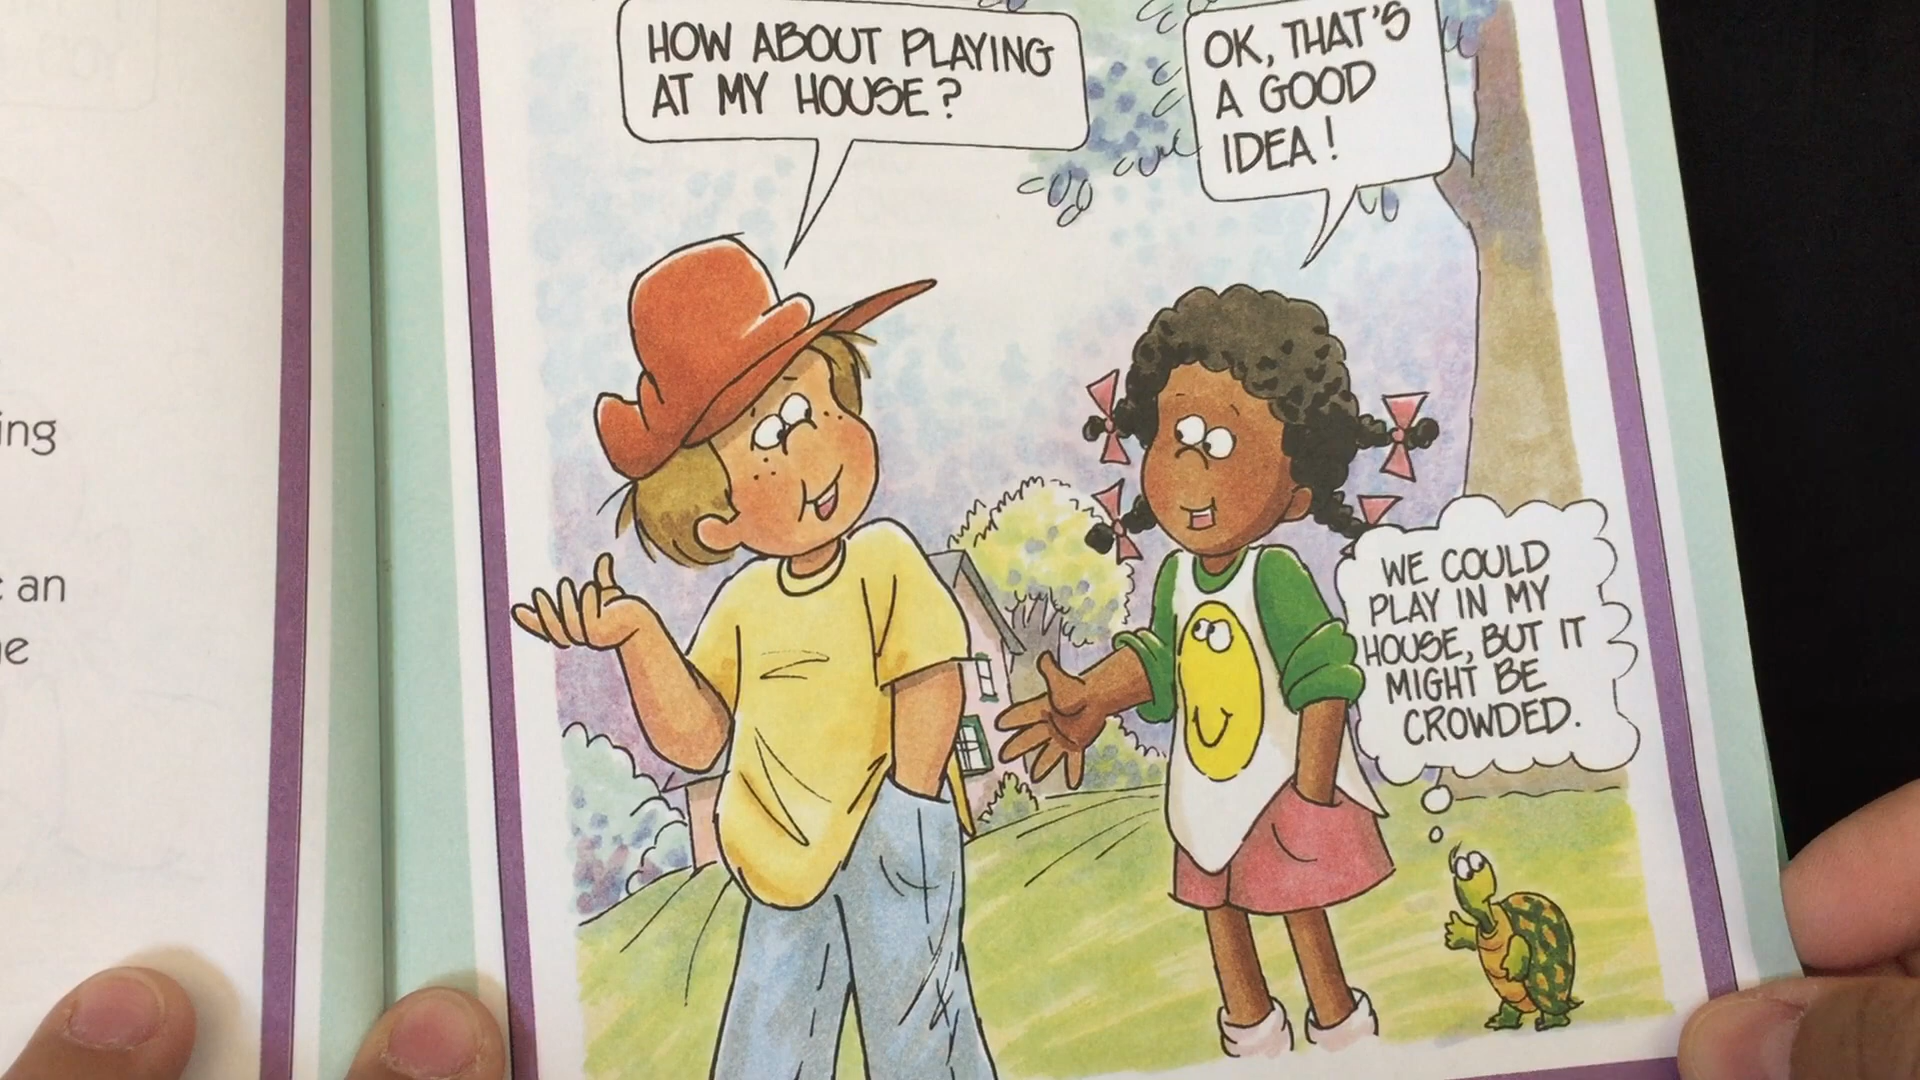 ing
an
HOW ABOUT PLAYING
AT MY HOUSE?
OK, THAT'S
A GOOD
IDEA!
WE COULD
PLAY IN MY
HOUSE, BUT IT
MIGHT BE
CROWDED.